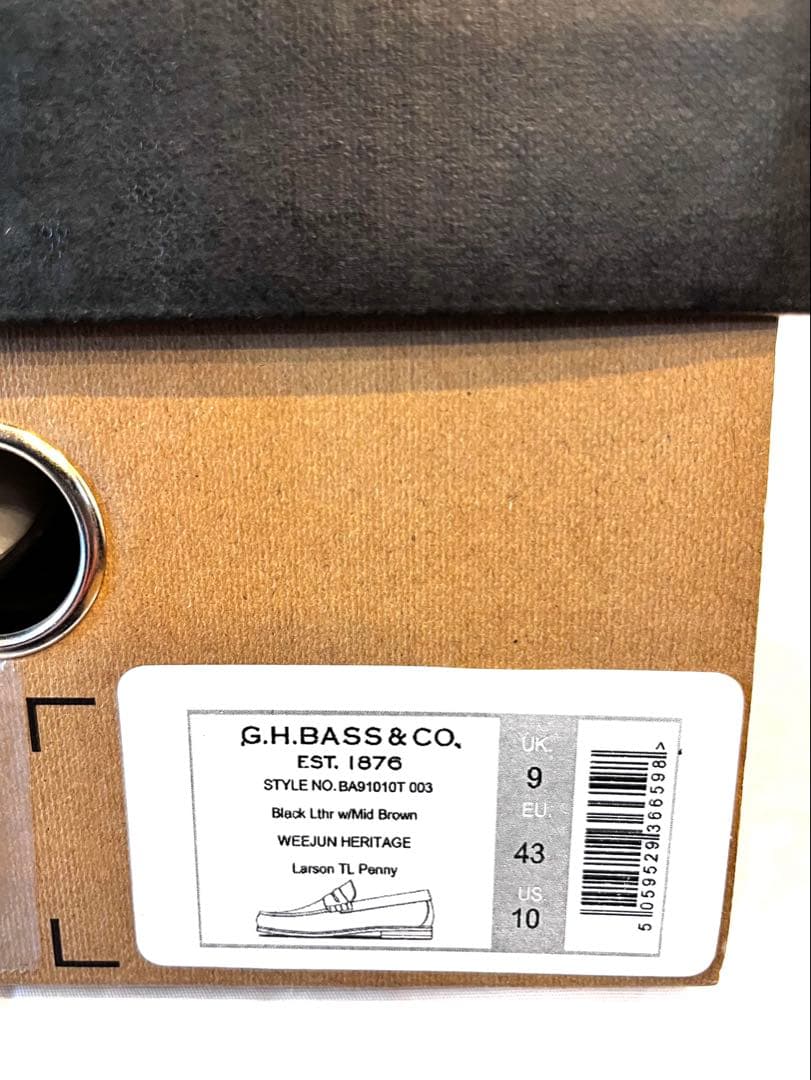 G.H.BASS & CO.
EST. 1876
STYLE NO. BA91010T 003
Black Lthr w/Mid Brown
WEEJUN HERITAGE
Larson TL Penny
UK.
9
EU.
43
US
10
5 059529 366598 >